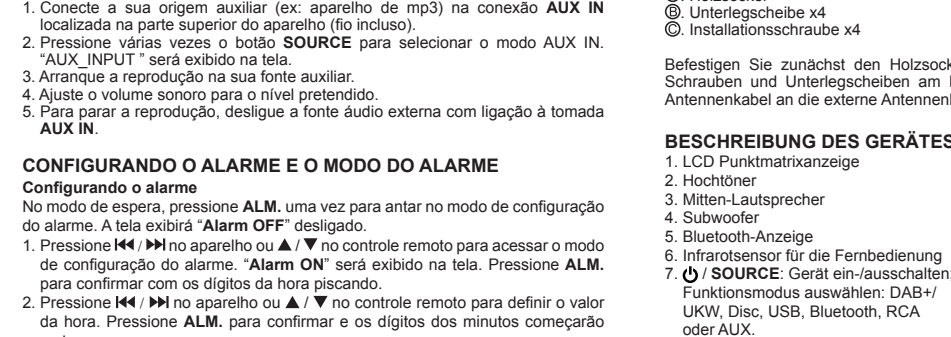 1. Conecte a sua origem auxiliar (ex: aparelho de mp3) na conexão AUX IN
localizada na parte superior do aparelho (fio incluso).
2. Pressione várias vezes o botão SOURCE para selecionar o modo AUX IN.
“AUX_INPUT ” será exibido na tela.
3. Arranque a reprodução na sua fonte auxiliar.
4. Ajuste o volume sonoro para o nível pretendido.
5. Para parar a reprodução, desligue a fonte áudio externa com ligação à tomada
AUX IN.
CONFIGURANDO O ALARME E O MODO DO ALARME
Configurando o alarme
No modo de espera, pressione ALM. uma vez para antar no modo de configuração
do alarme. A tela exibirá “Alarm OFF” desligado.
1. Pressione ⏮ / ⏭ no aparelho ou ▲ / ▼ no controle remoto para acessar o modo
de configuração do alarme. “Alarm ON” será exibido na tela. Pressione ALM.
para confirmar com os dígitos da hora piscando.
2. Pressione ⏮ / ⏭ no aparelho ou ▲ / ▼ no controle remoto para definir o valor
da hora. Pressione ALM. para confirmar e os dígitos dos minutos começarão
Ⓑ. Unterlegscheibe x4
Ⓒ. Installationsschraube x4
Befestigen Sie zunächst den Holzsock
Schrauben und Unterlegscheiben am
Antennenkabel an die externe Antennen
BESCHREIBUNG DES GERÄTES
1. LCD Punktmatrixanzeige
2. Hochtöner
3. Mitten-Lautsprecher
4. Subwoofer
5. Bluetooth-Anzeige
6. Infrarotsensor für die Fernbedienung
7. ⏻ / SOURCE: Gerät ein-/ausschalten;
Funktionsmodus auswählen: DAB+/
UKW, Disc, USB, Bluetooth, RCA
oder AUX.